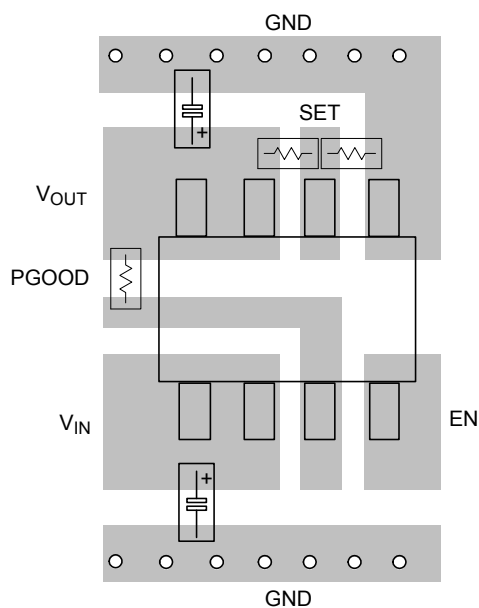 GND
+
SET
VOUT
PGOOD
VIN
EN
+
GND